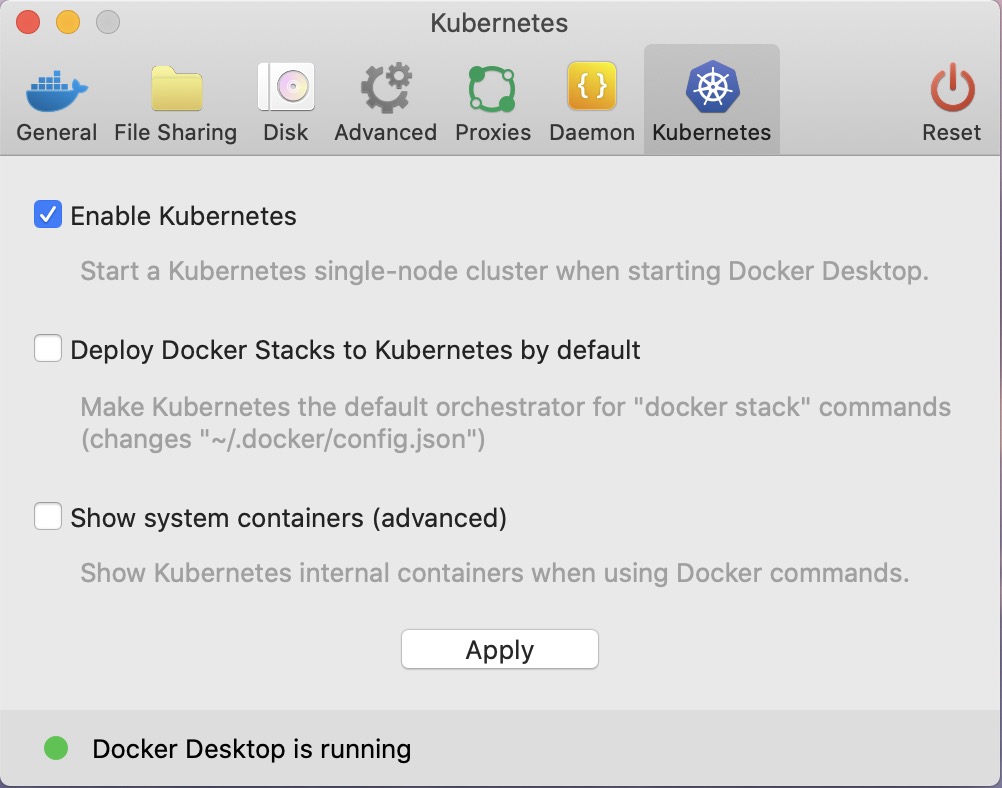 Kubernetes
General File Sharing Disk Advanced Proxies Daemon Kubernetes Reset
Enable Kubernetes
Start a Kubernetes single-node cluster when starting Docker Desktop.
Deploy Docker Stacks to Kubernetes by default
Make Kubernetes the default orchestrator for "docker stack" commands
(changes "~/.docker/config.json")
Show system containers (advanced)
Show Kubernetes internal containers when using Docker commands.
Apply
Docker Desktop is running